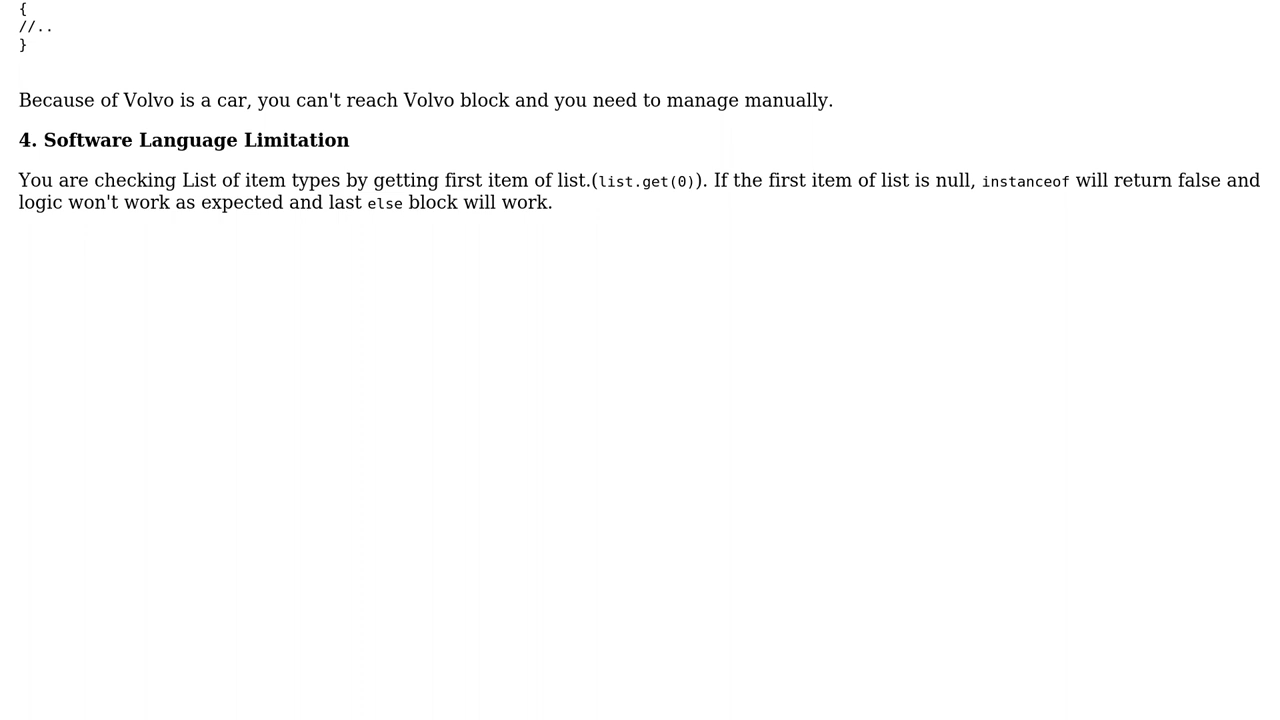 {
//..
}
Because of Volvo is a car, you can't reach Volvo block and you need to manage manually.
4. Software Language Limitation
You are checking List of item types by getting first item of list.(list.get(0)). If the first item of list is null, instanceof will return false and
logic won't work as expected and last else block will work.